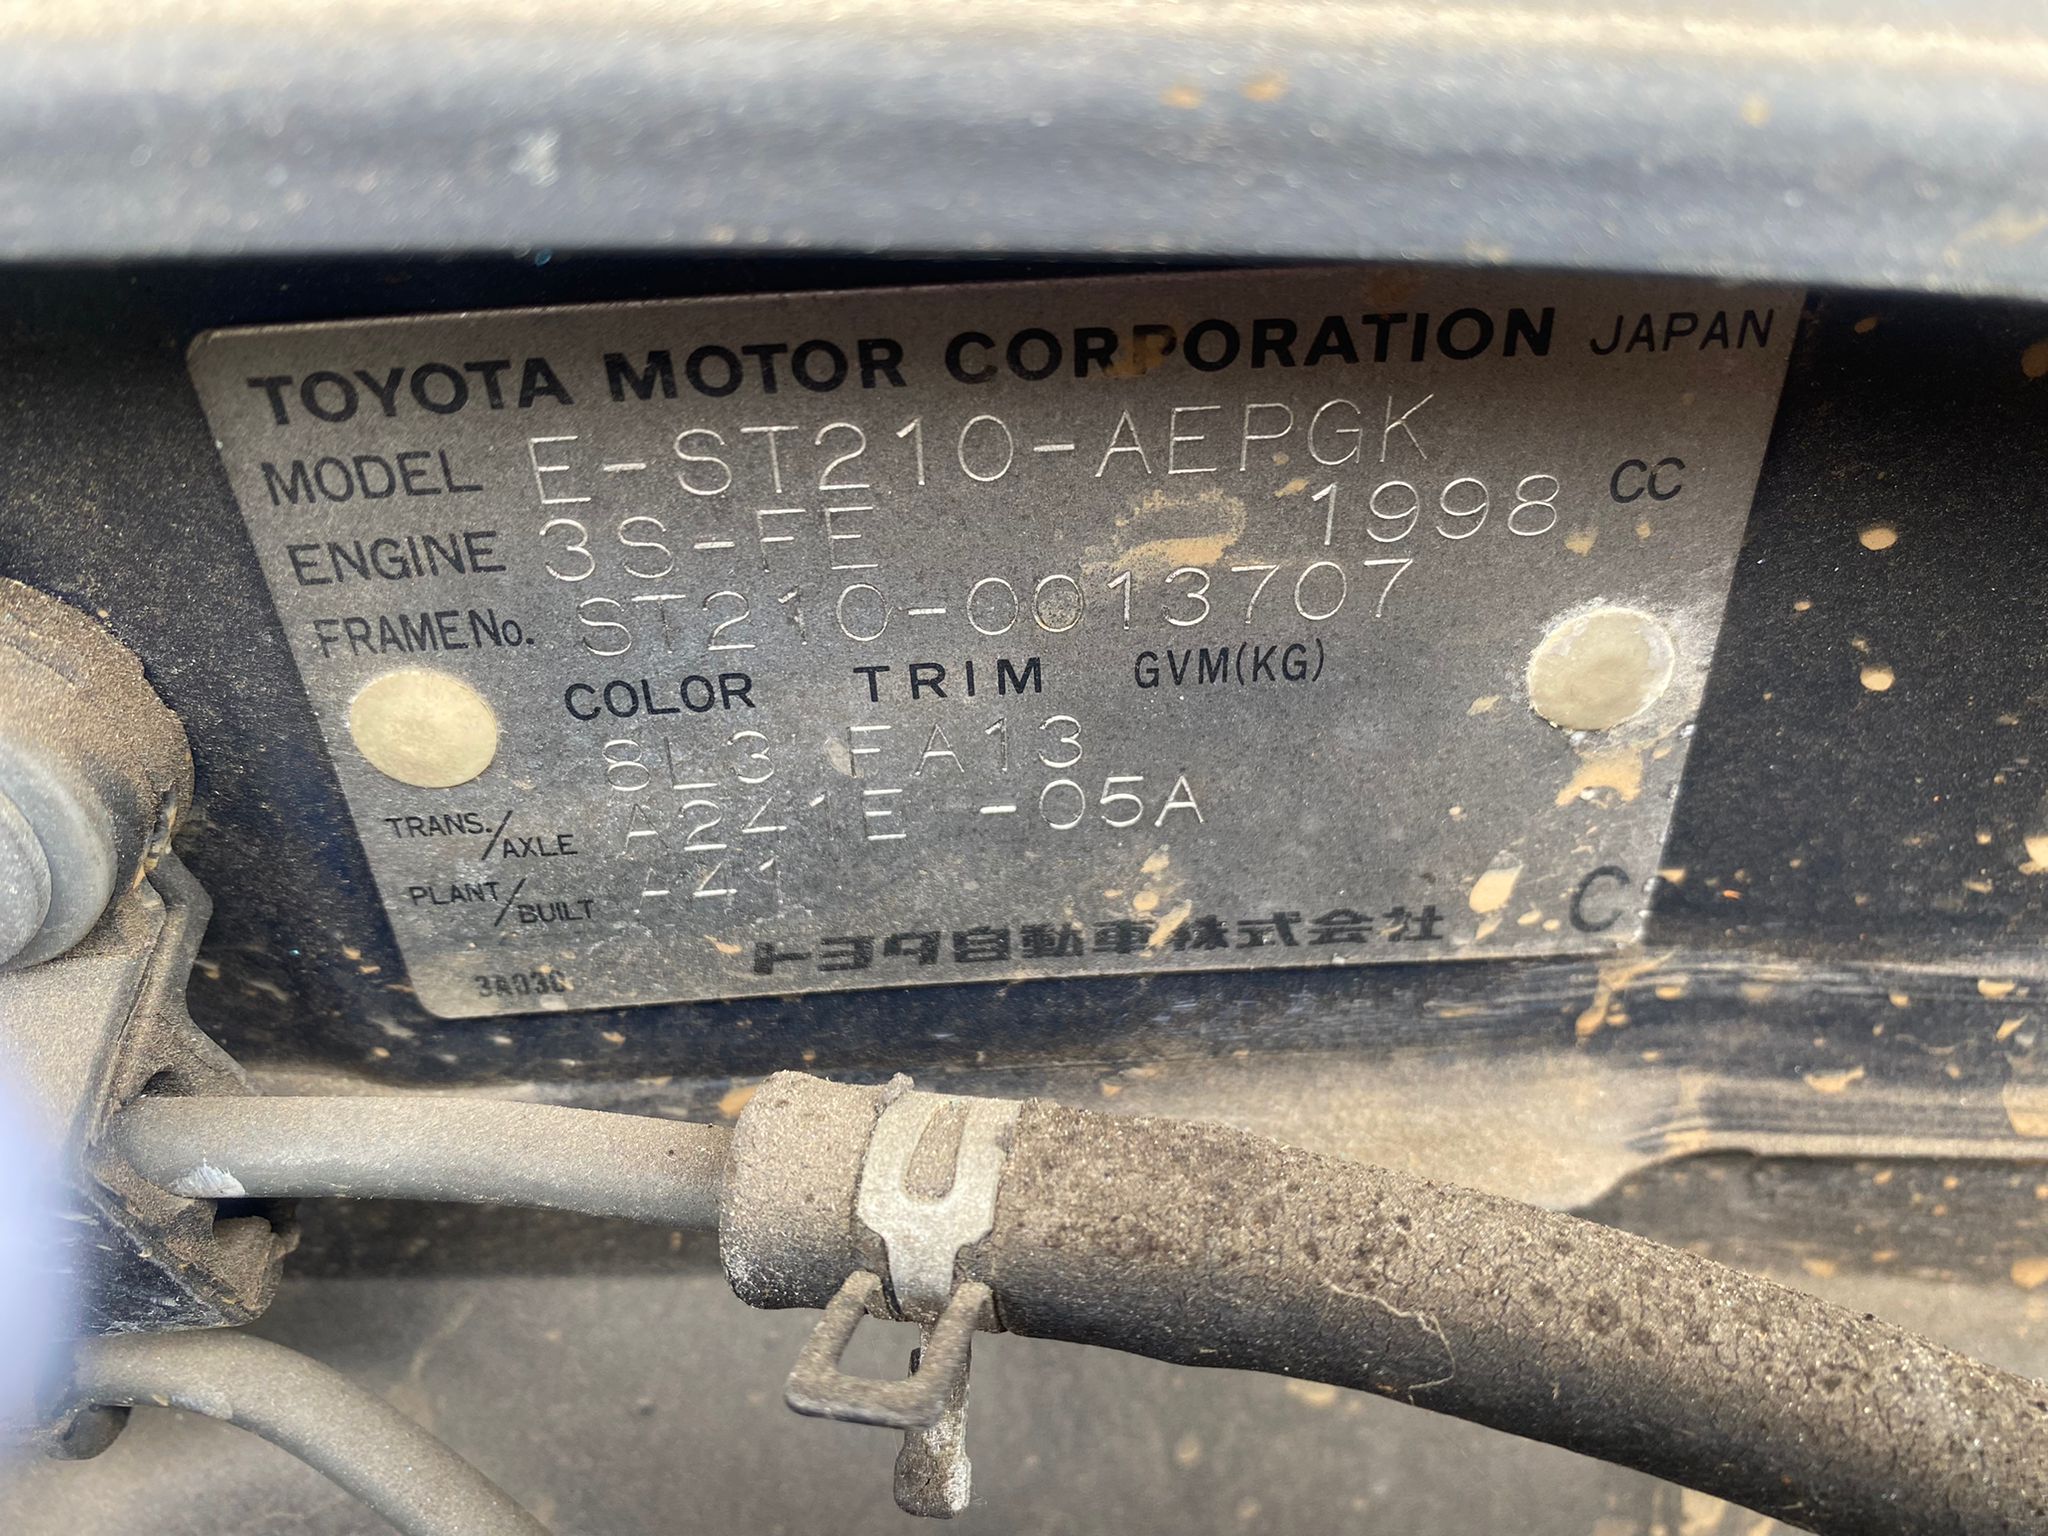 TOYOTA MOTOR CORPORATION JAPAN
MODEL E-ST210-AEPGK
ENGINE 3S-FE 1998 CC
FRAME No. ST210-0013707
COLOR TRIM GVM(KG)
8L3 FA13
TRANS./AXLE A241E -05A
PLANT/BUILT A41
トヨタ自動車株式会社 C
3A030